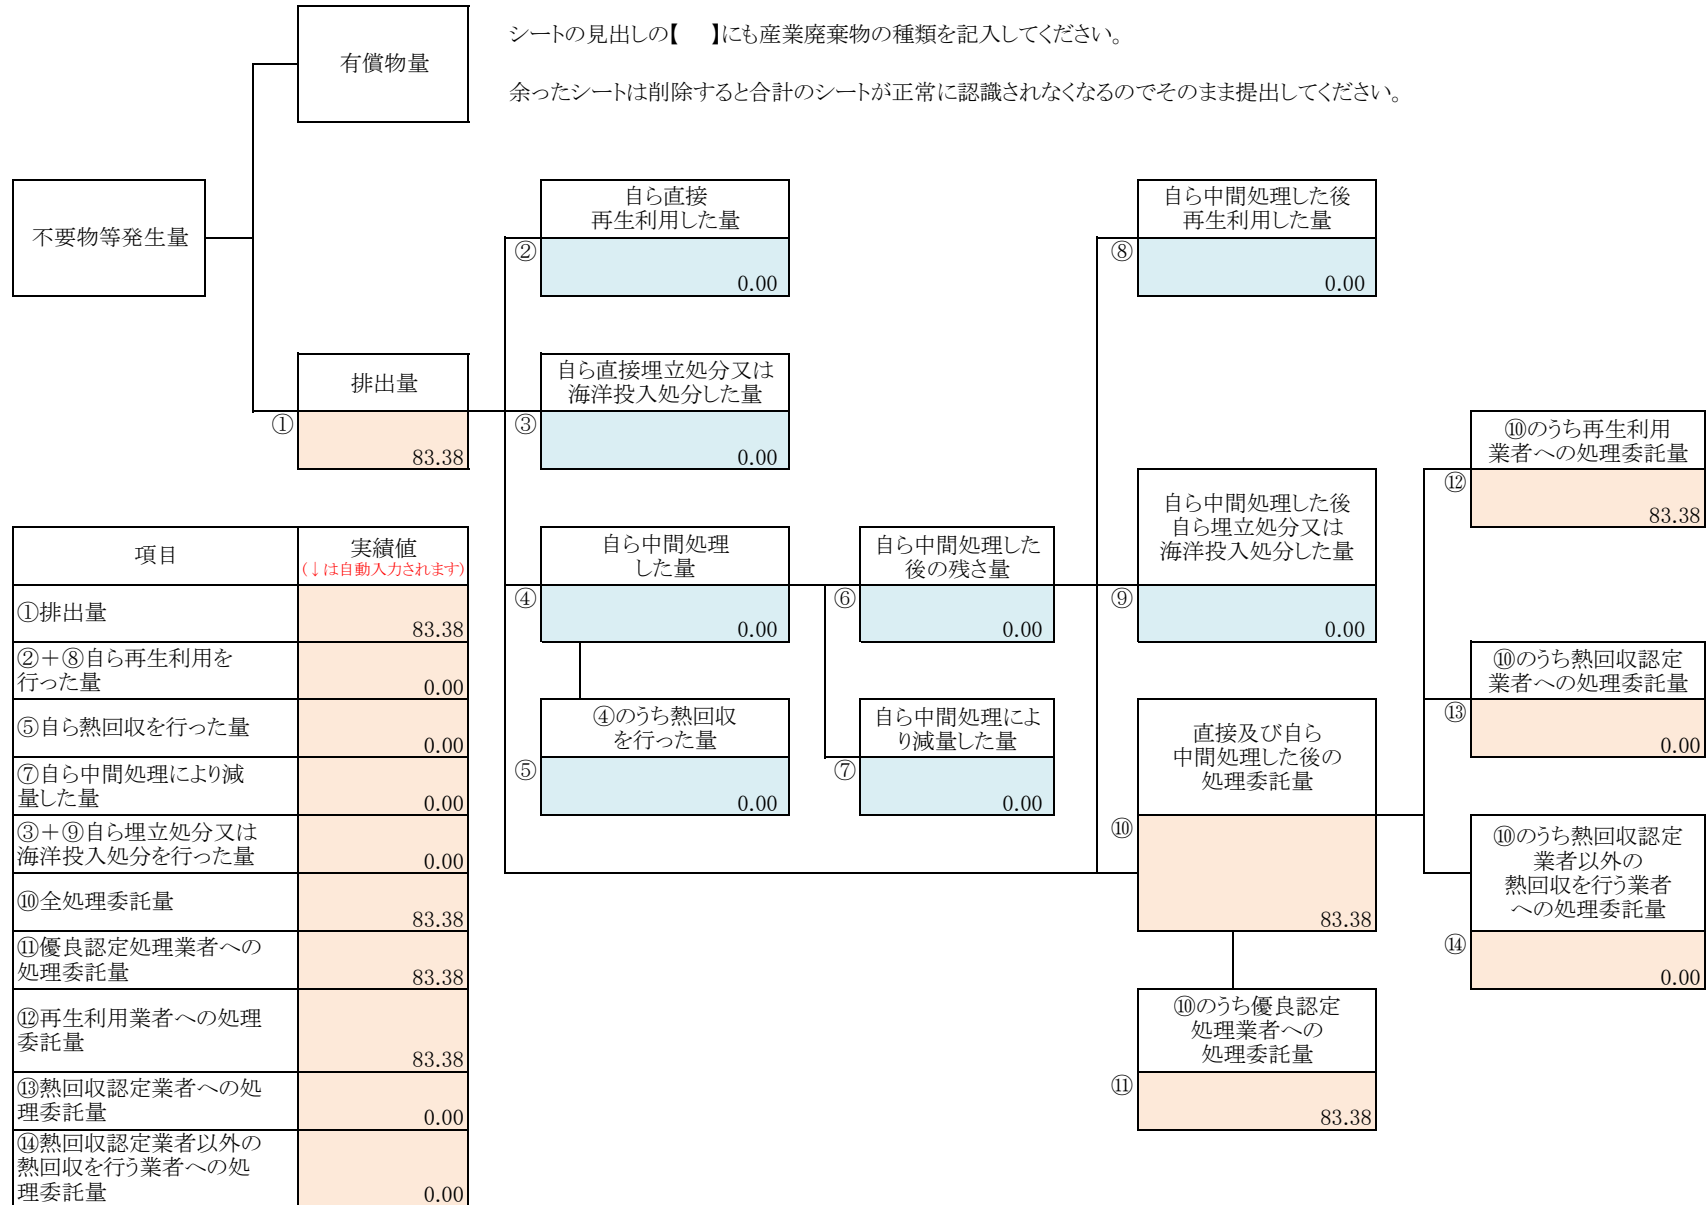 シートの見出しの【　】にも産業廃棄物の種類を記入してください。
余ったシートは削除すると合計のシートが正常に認識されなくなるのでそのまま提出してください。
有償物量
不要物等発生量
排出量
①
83.38
自ら直接
再生利用した量
②
0.00
自ら直接埋立処分又は
海洋投入処分した量
③
0.00
自ら中間処理
した量
④
0.00
④のうち熱回収
を行った量
⑤
0.00
自ら中間処理した
後の残さ量
⑥
0.00
自ら中間処理によ
り減量した量
⑦
0.00
自ら中間処理した後
再生利用した量
⑧
0.00
自ら中間処理した後
自ら埋立処分又は
海洋投入処分した量
⑨
0.00
直接及び自ら
中間処理した後の
処理委託量
⑩
83.38
⑩のうち優良認定
処理業者への
処理委託量
⑪
83.38
⑩のうち再生利用
業者への処理委託量
⑫
83.38
⑩のうち熱回収認定
業者への処理委託量
⑬
0.00
⑩のうち熱回収認定
業者以外の
熱回収を行う業者
への処理委託量
⑭
0.00
項目
実績値
(↓は自動入力されます)
①排出量
83.38
②＋⑧自ら再生利用を
行った量
0.00
⑤自ら熱回収を行った量
0.00
⑦自ら中間処理により減
量した量
0.00
③＋⑨自ら埋立処分又は
海洋投入処分を行った量
0.00
⑩全処理委託量
83.38
⑪優良認定処理業者への
処理委託量
83.38
⑫再生利用業者への処理
委託量
83.38
⑬熱回収認定業者への処
理委託量
0.00
⑭熱回収認定業者以外の
熱回収を行う業者への処
理委託量
0.00